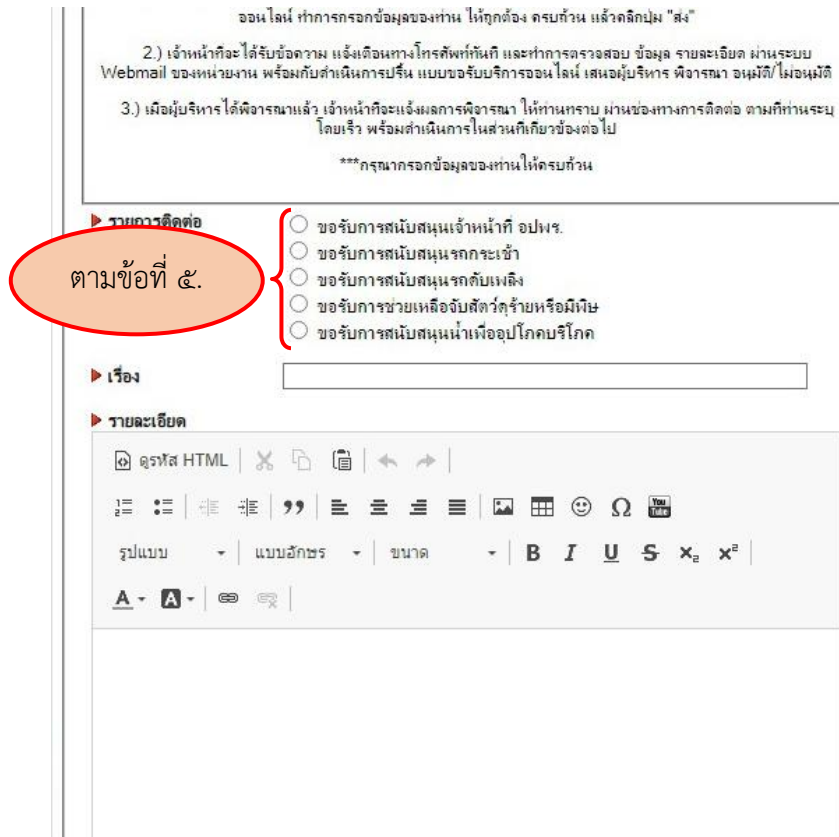 ออนไลน์ ทำการกรอกข้อมูลของท่าน ให้ถูกต้อง ครบถ้วน แล้วคลิกปุ่ม "ส่ง"
2.) เจ้าหน้าที่จะได้รับข้อความ แจ้งเตือนทางโทรศัพท์ทันที และทำการตรวจสอบ ข้อมูล รายละเอียด ผ่านระบบ
Webmail ของหน่วยงาน พร้อมกับดำเนินการปริ้น แบบขอรับบริการออนไลน์ เสนอผู้บริหาร พิจารณา อนุมัติ/ไม่อนุมัติ
3.) เมื่อผู้บริหารได้พิจารณาแล้ว เจ้าหน้าที่จะแจ้งผลการพิจารณา ให้ท่านทราบ ผ่านช่องทางการติดต่อ ตามที่ท่านระบุ
โดยเร็ว พร้อมดำเนินการในส่วนที่เกี่ยวข้องต่อไป
***กรุณากรอกข้อมูลของท่านให้ครบถ้วน
รายการติดต่อ
ตามข้อที่ ๕.
ขอรับการสนับสนุนเจ้าหน้าที่ อปพร.
ขอรับการสนับสนุนรถกระเช้า
ขอรับการสนับสนุนรถดับเพลิง
ขอรับการช่วยเหลือจับสัตว์ดุร้ายหรือมีพิษ
ขอรับการสนับสนุนน้ำเพื่ออุปโภคบริโภค
เรื่อง
รายละเอียด
ดูรหัส HTML
You Tube
รูปแบบ แบบอักษร ขนาด B I U S x₂ x²
A A